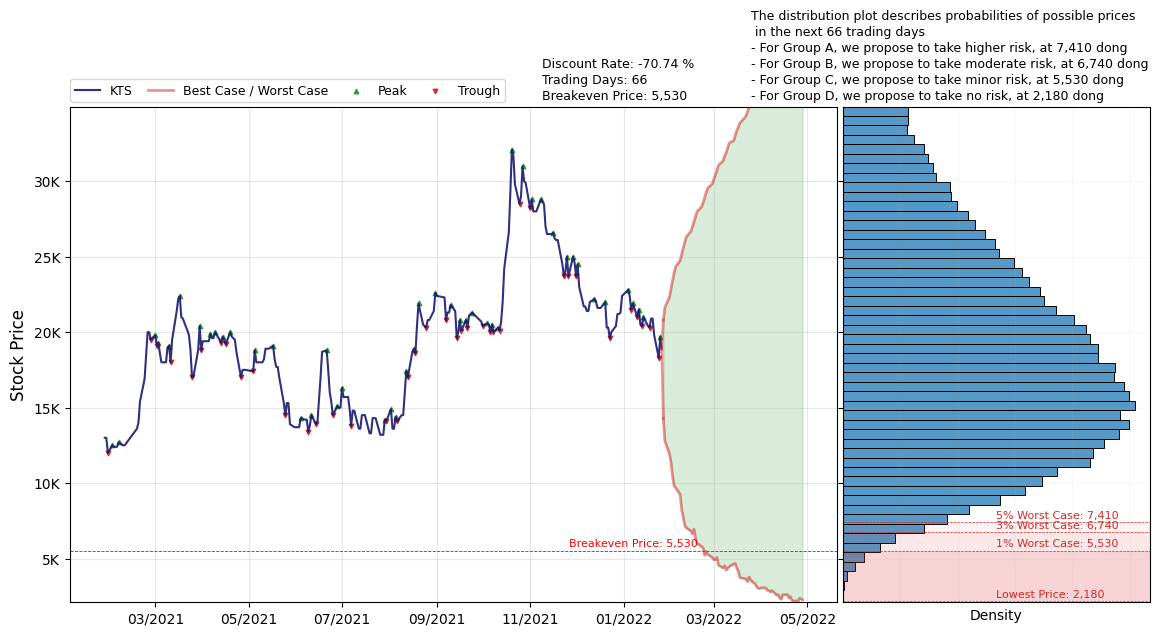 The distribution plot describes probabilities of possible prices
in the next 66 trading days
- For Group A, we propose to take higher risk, at 7,410 dong
- For Group B, we propose to take moderate risk, at 6,740 dong
- For Group C, we propose to take minor risk, at 5,530 dong
- For Group D, we propose to take no risk, at 2,180 dong
Discount Rate: -70.74 %
Trading Days: 66
Breakeven Price: 5,530
KTS
Best Case / Worst Case
Peak
Trough
Stock Price
30K
25K
20K
15K
10K
5K
Breakeven Price: 5,530
03/2021
05/2021
07/2021
09/2021
11/2021
01/2022
03/2022
05/2022
5% Worst Case: 7,410
3% Worst Case: 6,740
1% Worst Case: 5,530
Lowest Price: 2,180
Density